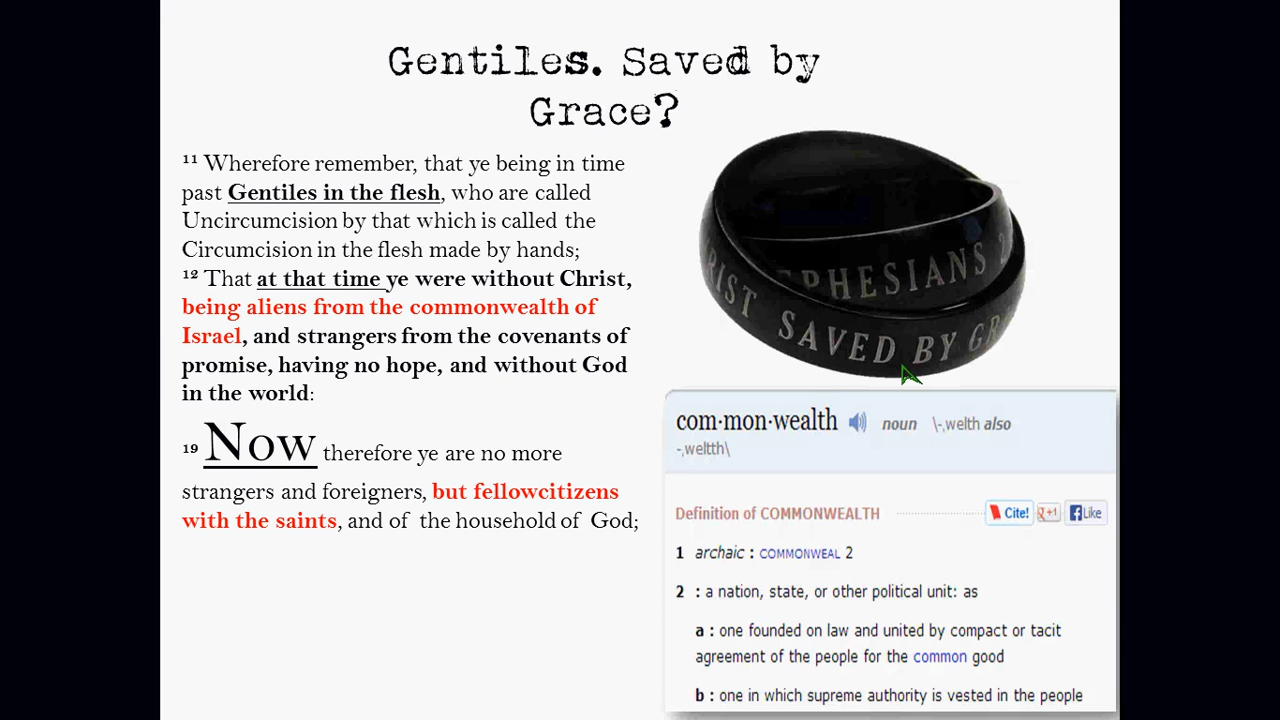 Gentiles. Saved by
Grace?
¹¹ Wherefore remember, that ye being in time
past Gentiles in the flesh, who are called
Uncircumcision by that which is called the
Circumcision in the flesh made by hands;
¹² That at that time ye were without Christ,
being aliens from the commonwealth of
Israel, and strangers from the covenants of
promise, having no hope, and without God
in the world:
¹⁹ Now therefore ye are no more
strangers and foreigners, but fellowcitizens
with the saints, and of the household of God;
EPHESIANS 2
RIST SAVED BY GR
com·mon·wealth noun \-ˌwelth also
-ˌweltth\
Definition of COMMONWEALTH Cite! +1 Like
1 archaic : COMMONWEAL 2
2 : a nation, state, or other political unit: as
a : one founded on law and united by compact or tacit
agreement of the people for the common good
b : one in which supreme authority is vested in the people